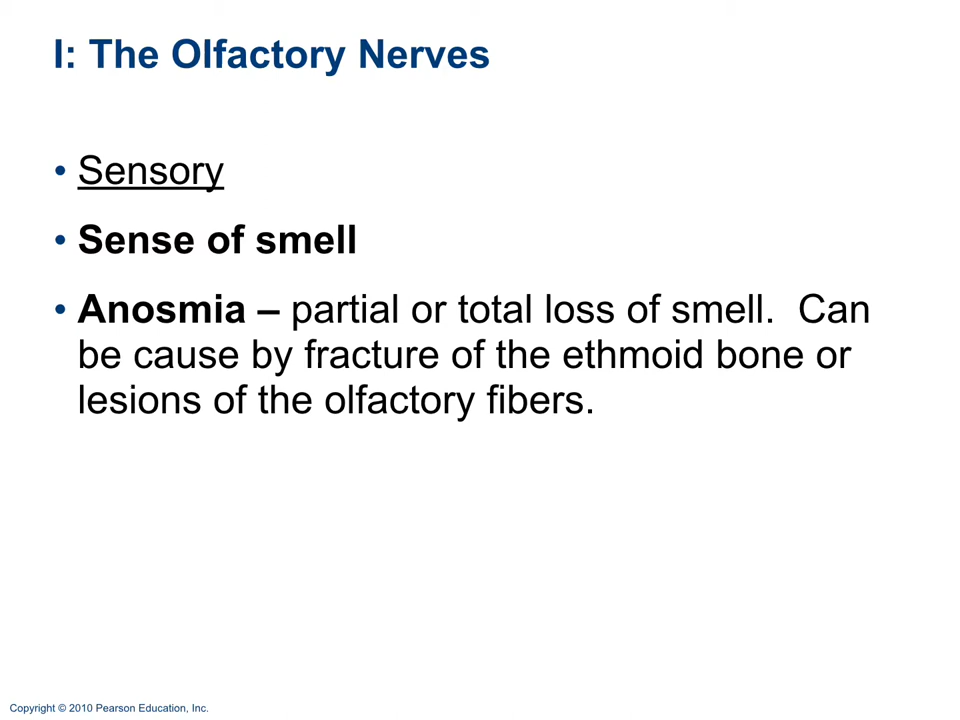 I: The Olfactory Nerves
• Sensory
• Sense of smell
• Anosmia – partial or total loss of smell.  Can
be cause by fracture of the ethmoid bone or
lesions of the olfactory fibers.
Copyright © 2010 Pearson Education, Inc.